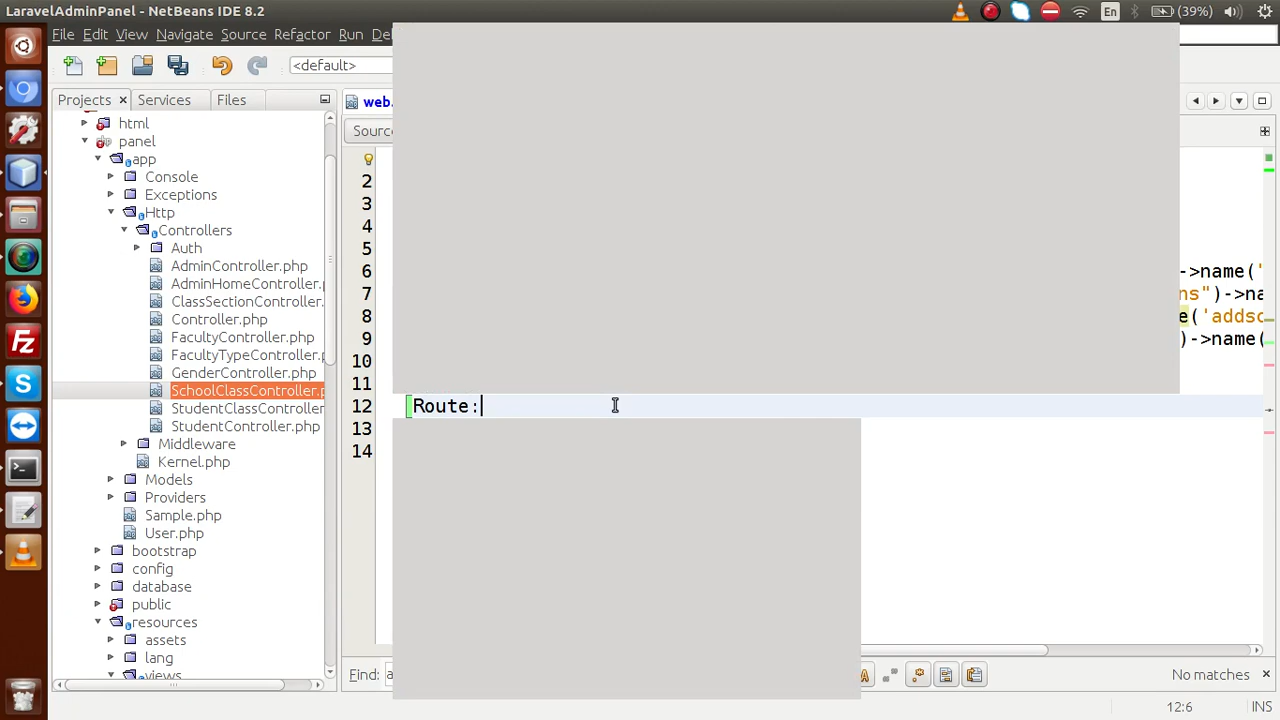 LaravelAdminPanel - NetBeans IDE 8.2
En
(39%)
File Edit View Navigate Source Refactor Run
<default>
Projects Services Files
web.
html
panel
app
Console
Exceptions
Http
Controllers
Auth
AdminController.php
AdminHomeController.
ClassSectionController.
Controller.php
FacultyController.php
FacultyTypeController.
GenderController.php
SchoolClassController.
StudentClassController
StudentController.php
Middleware
Kernel.php
Models
Providers
Sample.php
User.php
bootstrap
config
database
public
resources
assets
lang
views
2
3
4
5
6 ->name('
7 ns")->na
8 e('addsc
9 )->name(
10
11
12 Route:
13
14
Find:
No matches
12:6 INS